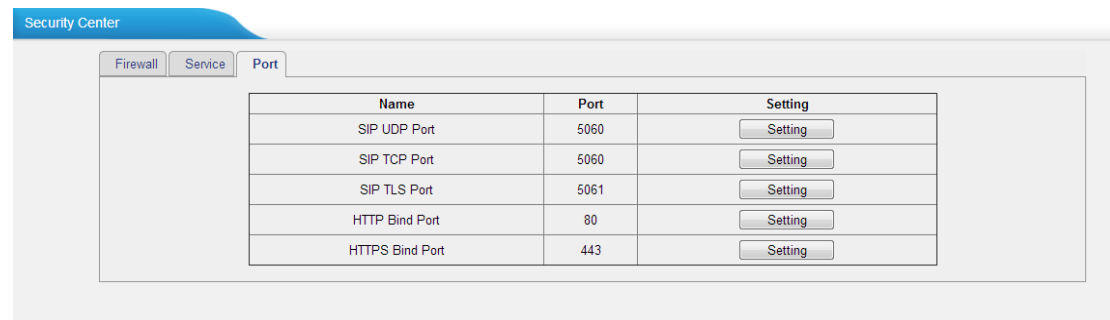 Security Center
Firewall Service Port
Name Port Setting
SIP UDP Port 5060 Setting
SIP TCP Port 5060 Setting
SIP TLS Port 5061 Setting
HTTP Bind Port 80 Setting
HTTPS Bind Port 443 Setting